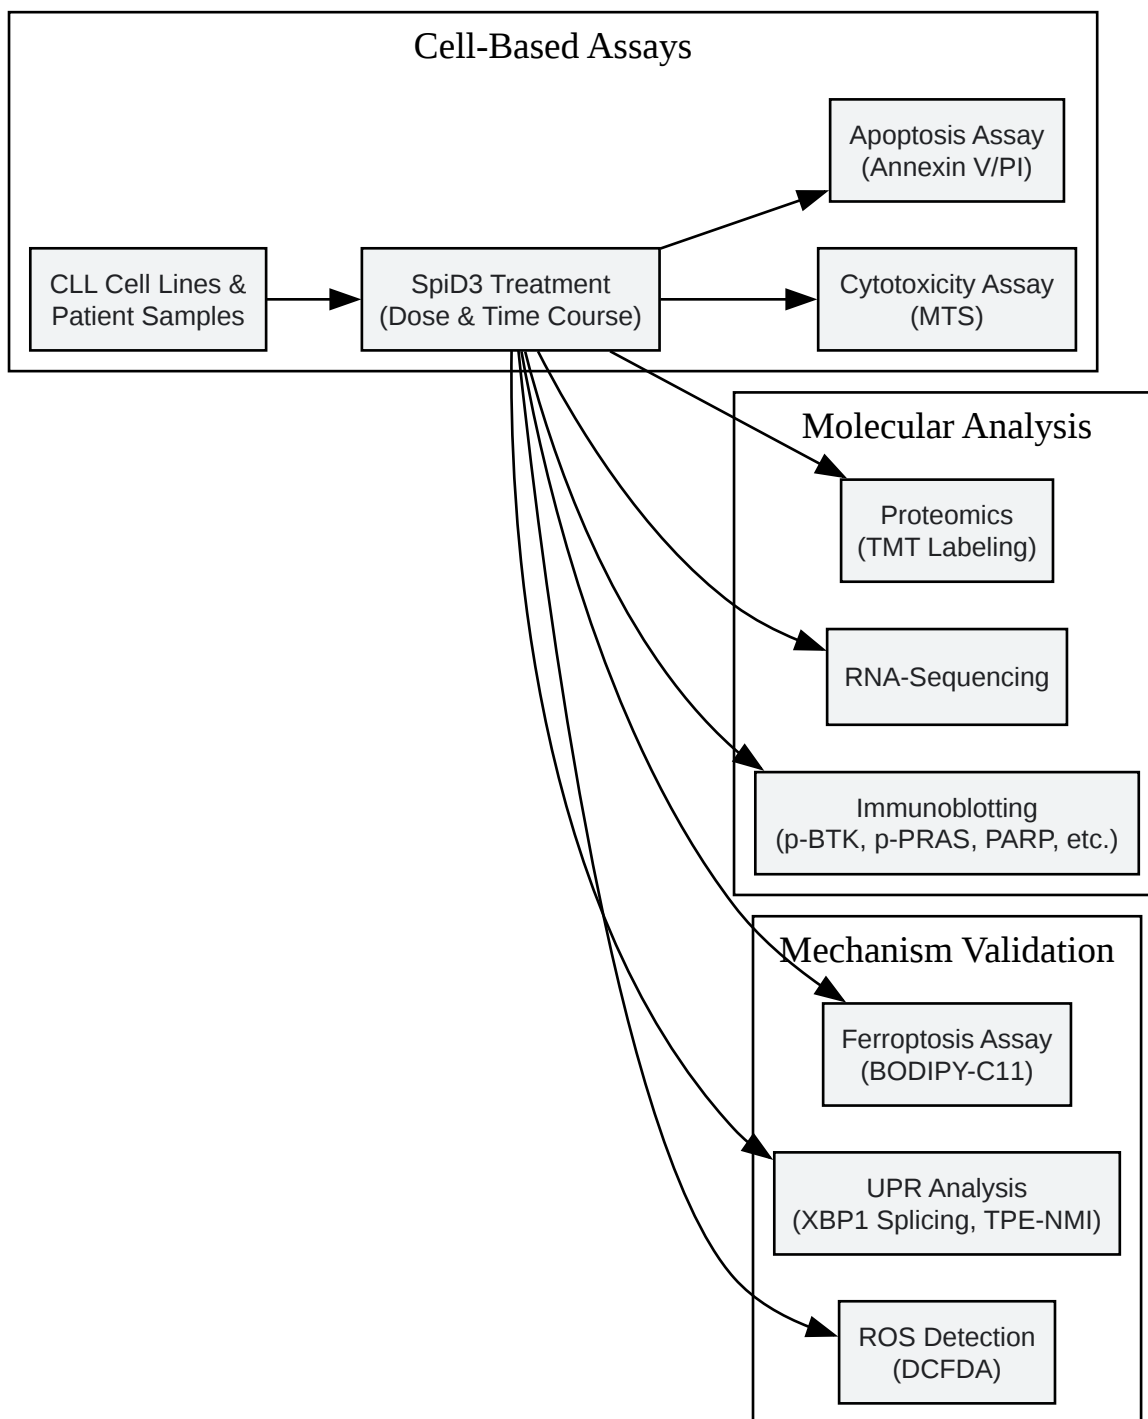 Cell-Based Assays
Apoptosis Assay
(Annexin V/PI)
CLL Cell Lines &
Patient Samples
SpiD3 Treatment
(Dose & Time Course)
Cytotoxicity Assay
(MTS)
Molecular Analysis
Proteomics
(TMT Labeling)
RNA-Sequencing
Immunoblotting
(p-BTK, p-PRAS, PARP, etc.)
Mechanism Validation
Ferroptosis Assay
(BODIPY-C11)
UPR Analysis
(XBP1 Splicing, TPE-NMI)
ROS Detection
(DCFDA)